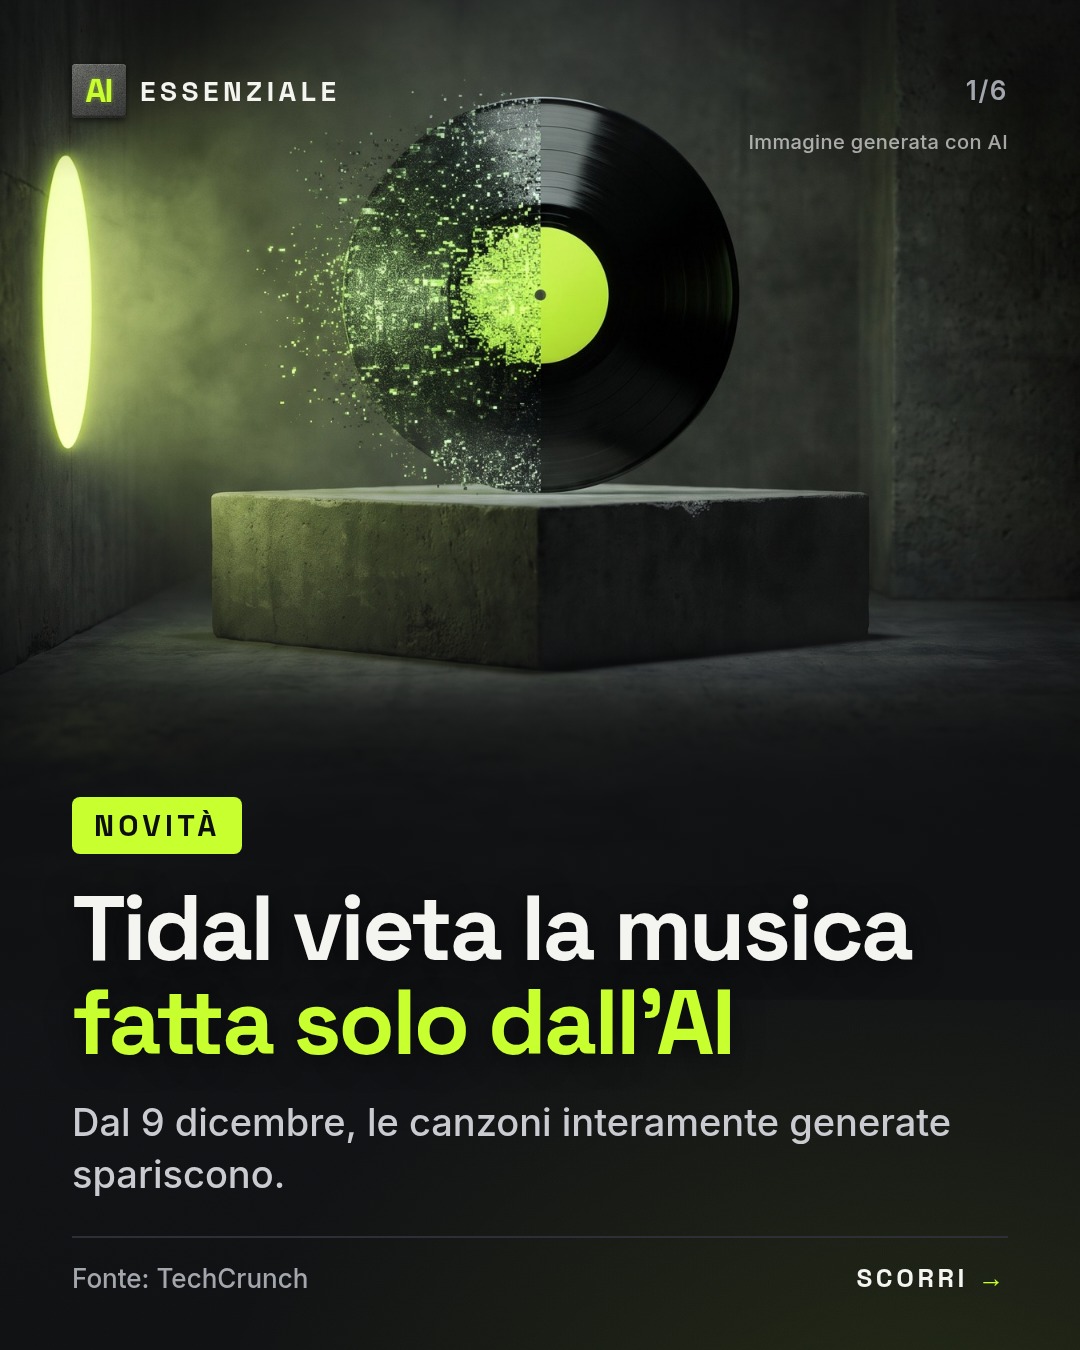 AI ESSENZIALE
1/6
Immagine generata con AI
NOVITÀ
Tidal vieta la musica
fatta solo dall’AI
Dal 9 dicembre, le canzoni interamente generate
spariscono.
Fonte: TechCrunch
SCORRI →